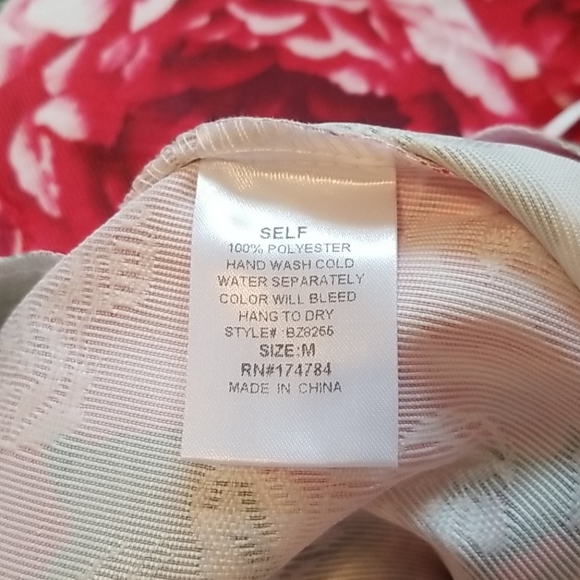 SELF
100% POLYESTER
HAND WASH COLD
WATER SEPARATELY
COLOR WILL BLEED
HANG TO DRY
STYLE# :BZ8255
SIZE:M
RN#174784
MADE IN CHINA